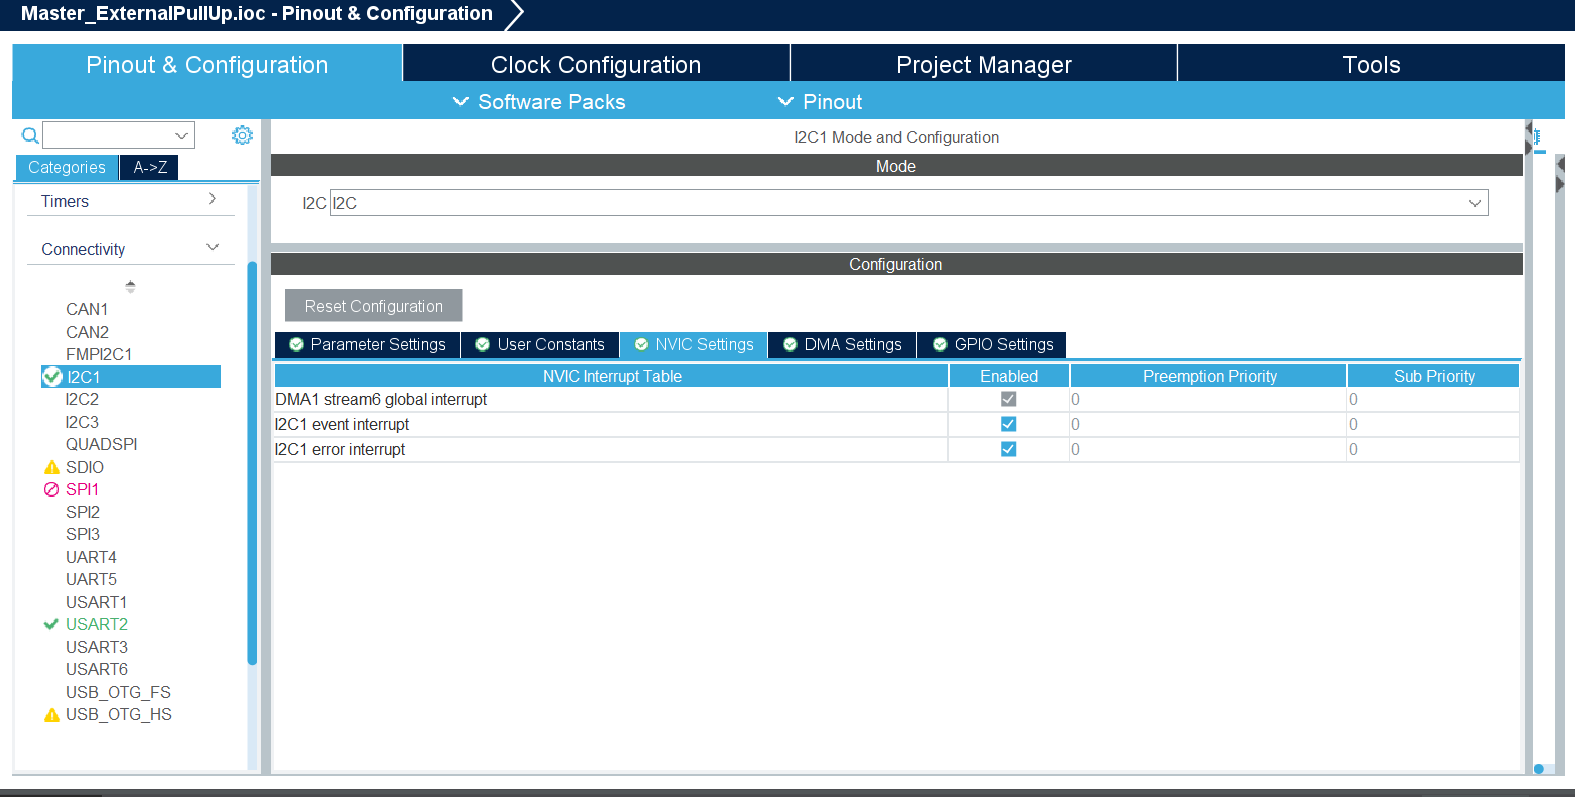 Master_ExternalPullUp.ioc - Pinout & Configuration
Pinout & Configuration
Clock Configuration
Project Manager
Tools
Software Packs
Pinout
Categories
A->Z
Timers
Connectivity
CAN1
CAN2
FMPI2C1
I2C1
I2C2
I2C3
QUADSPI
SDIO
SPI1
SPI2
SPI3
UART4
UART5
USART1
USART2
USART3
USART6
USB_OTG_FS
USB_OTG_HS
I2C1 Mode and Configuration
Mode
I2C I2C
Configuration
Reset Configuration
Parameter Settings
User Constants
NVIC Settings
DMA Settings
GPIO Settings
NVIC Interrupt Table Enabled Preemption Priority Sub Priority
DMA1 stream6 global interrupt 0 0
I2C1 event interrupt 0 0
I2C1 error interrupt 0 0